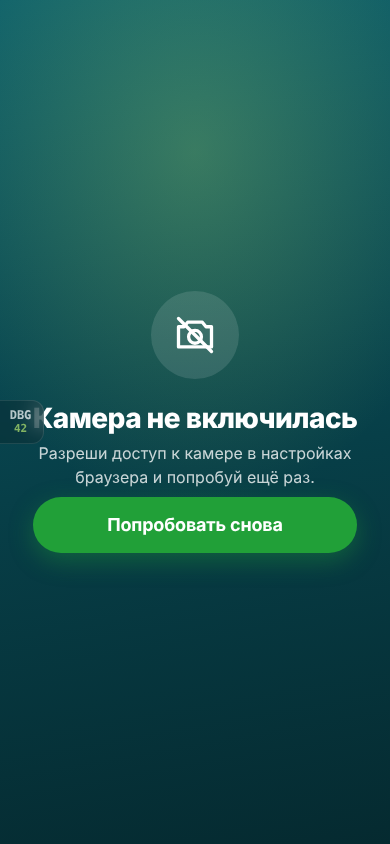 Камера не включилась
DBG
42
Разреши доступ к камере в настройках
браузера и попробуй ещё раз.
Попробовать снова